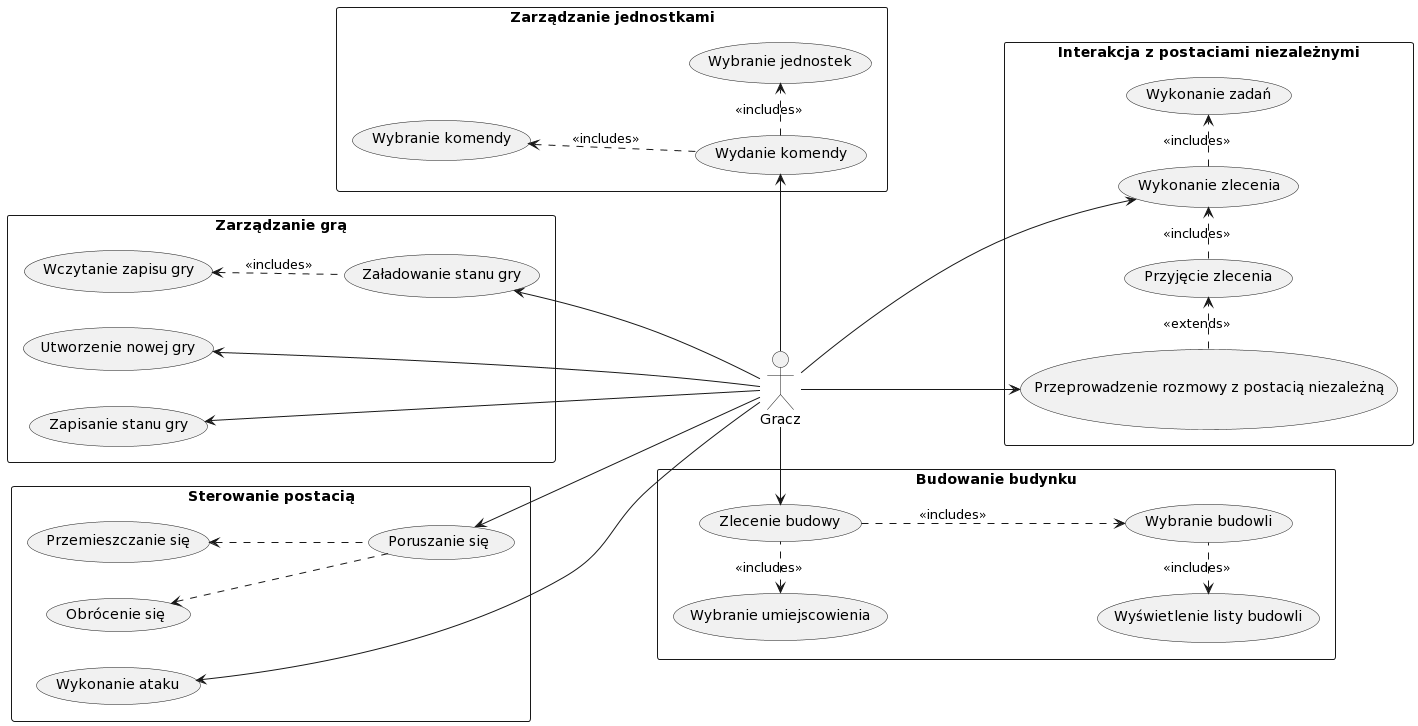 Zarządzanie jednostkami
Wybranie jednostek
«includes»
Wybranie komendy
«includes»
Wydanie komendy
Interakcja z postaciami niezależnymi
Wykonanie zadań
«includes»
Wykonanie zlecenia
«includes»
Przyjęcie zlecenia
«extends»
Przeprowadzenie rozmowy z postacią niezależną
Zarządzanie grą
Wczytanie zapisu gry
«includes»
Załadowanie stanu gry
Utworzenie nowej gry
Zapisanie stanu gry
Gracz
Sterowanie postacią
Przemieszczanie się
Poruszanie się
Obrócenie się
Wykonanie ataku
Budowanie budynku
Zlecenie budowy
«includes»
Wybranie budowli
«includes»
«includes»
Wybranie umiejscowienia
Wyświetlenie listy budowli